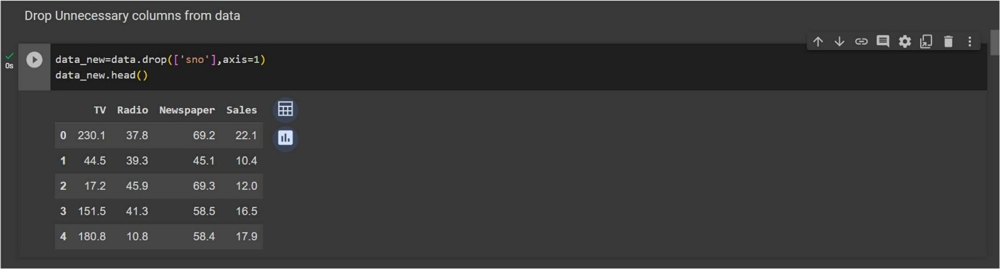 Drop Unnecessary columns from data
0s
data_new=data.drop(['sno'],axis=1)
data_new.head()
TV Radio Newspaper Sales
0 230.1 37.8 69.2 22.1
1 44.5 39.3 45.1 10.4
2 17.2 45.9 69.3 12.0
3 151.5 41.3 58.5 16.5
4 180.8 10.8 58.4 17.9